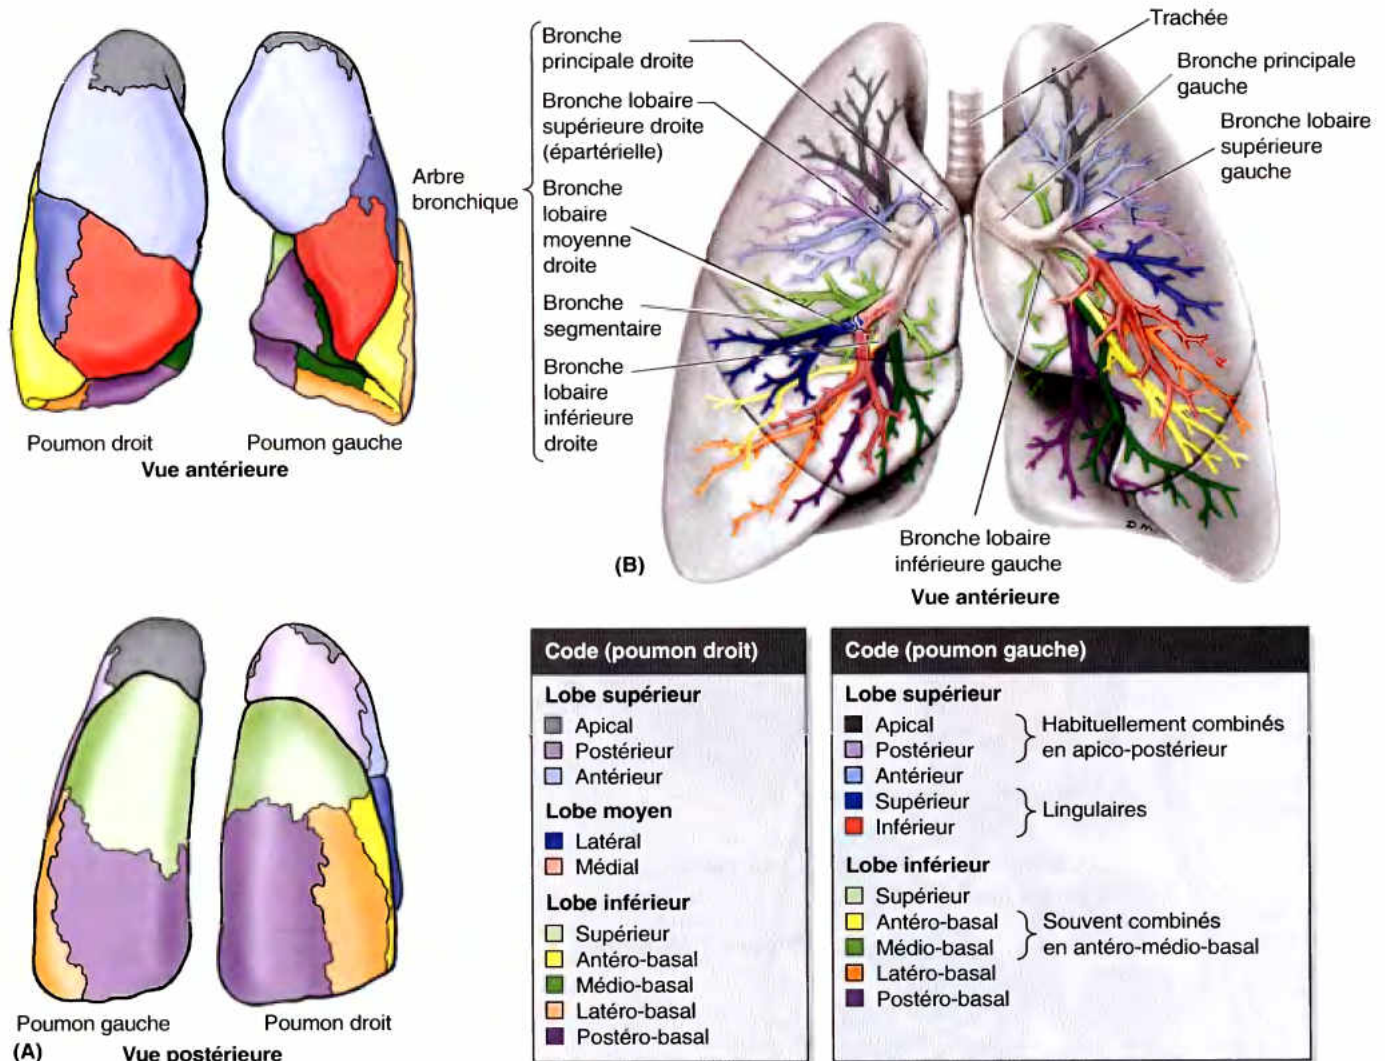 Poumon droit
Poumon gauche
Vue antérieure
Arbre
bronchique
Bronche
principale droite
Bronche lobaire
supérieure droite
(épartérielle)
Bronche
lobaire
moyenne
droite
Bronche
segmentaire
Bronche
lobaire
inférieure
droite
Trachée
Bronche principale
gauche
Bronche lobaire
supérieure
gauche
Bronche lobaire
inférieure gauche
(B)
Vue antérieure
Poumon gauche
Poumon droit
(A)
Vue postérieure
Code (poumon droit)
Lobe supérieur
Apical
Postérieur
Antérieur
Lobe moyen
Latéral
Médial
Lobe inférieur
Supérieur
Antéro-basal
Médio-basal
Latéro-basal
Postéro-basal
Code (poumon gauche)
Lobe supérieur
Apical
Postérieur
Habituellement combinés
en apico-postérieur
Antérieur
Supérieur
Inférieur
Lingulaires
Lobe inférieur
Supérieur
Antéro-basal
Médio-basal
Souvent combinés
en antéro-médio-basal
Latéro-basal
Postéro-basal